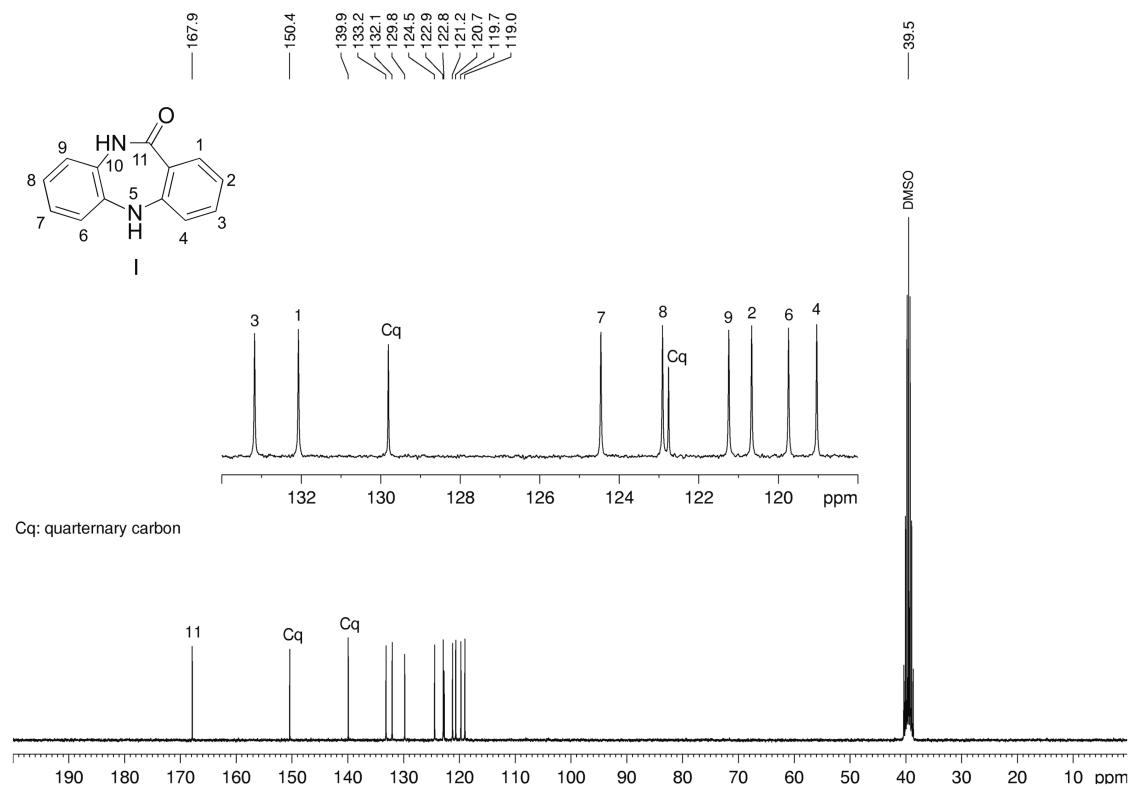 167.9
150.4
139.9
133.2
132.1
129.8
124.5
122.9
122.8
121.2
120.7
119.7
119.0
39.5
O
HN
9
10
11
1
8
2
5
7
N
H
6
4
3
I
DMSO
3
1
Cq
7
8
Cq
9
2
6
4
132 130 128 126 124 122 120 ppm
Cq: quarternary carbon
11
Cq
Cq
190 180 170 160 150 140 130 120 110 100 90 80 70 60 50 40 30 20 10 ppm